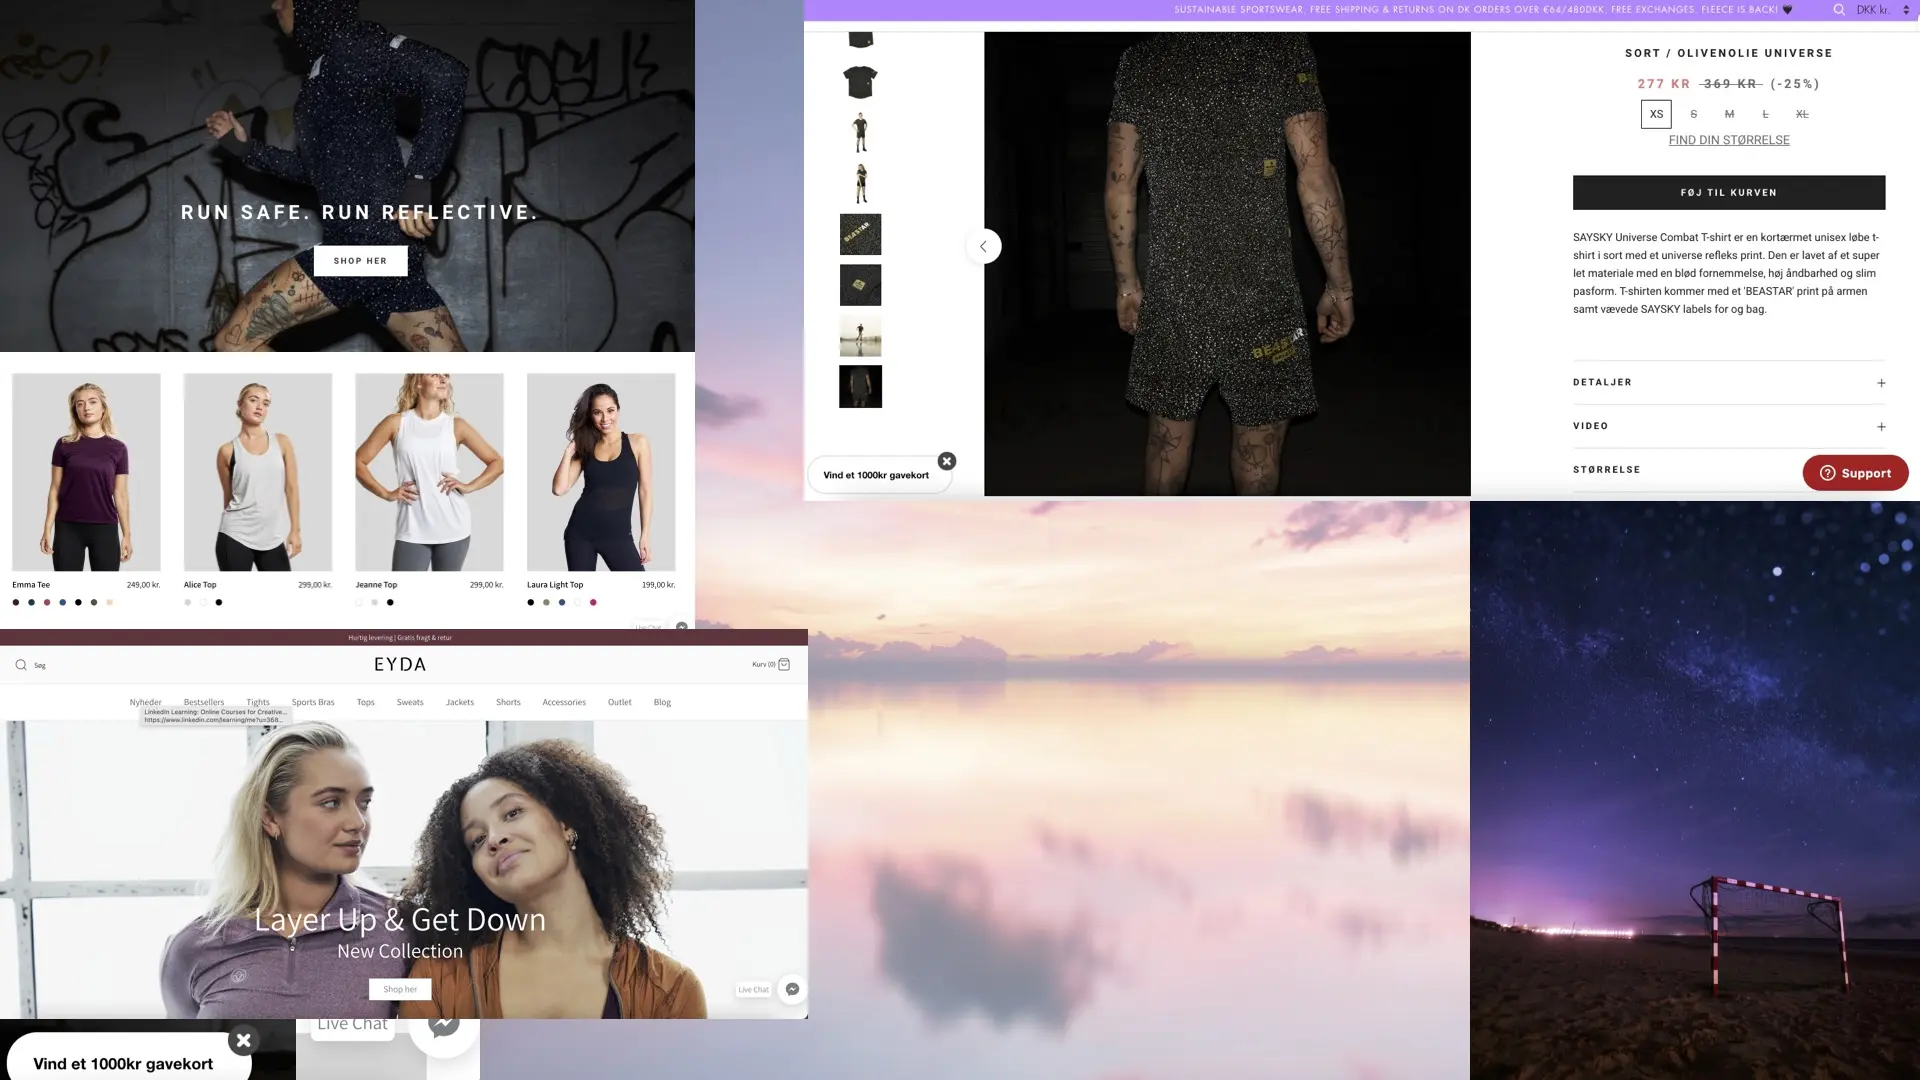 RUN SAFE. RUN REFLECTIVE.
SHOP HER
Emma Tee 249,00 kr.
Alice Top 299,00 kr.
Jeanne Top 299,00 kr.
Laura Light Top 199,00 kr.
Live Chat
Hurtig levering | Gratis fragt & retur
Søg
EYDA
Kurv (0)
Nyheder Bestsellers Tights Sports Bras Tops Sweats Jackets Shorts Accessories Outlet Blog
LinkedIn Learning: Online Courses for Creative...
https://www.linkedin.com/learning/me?u=368...
Layer Up & Get Down
New Collection
Shop her
Live Chat
Live Chat
Vind et 1000kr gavekort
SUSTAINABLE SPORTSWEAR, FREE SHIPPING & RETURNS ON DK ORDERS OVER €64/480DKK, FREE EXCHANGES. FLEECE IS BACK! 🖤
DKK kr.
BEASTAR
BEASTAR
Vind et 1000kr gavekort
SORT / OLIVENOLIE UNIVERSE
277 KR 369 KR (-25%)
XS S M L XL
FIND DIN STØRRELSE
FØJ TIL KURVEN
SAYSKY Universe Combat T-shirt er en kortærmet unisex løbe t-
shirt i sort med et universe refleks print. Den er lavet af et super
let materiale med en blød fornemmelse, høj åndbarhed og slim
pasform. T-shirten kommer med et 'BEASTAR' print på armen
samt vævede SAYSKY labels for og bag.
DETALJER
VIDEO
STØRRELSE
Support